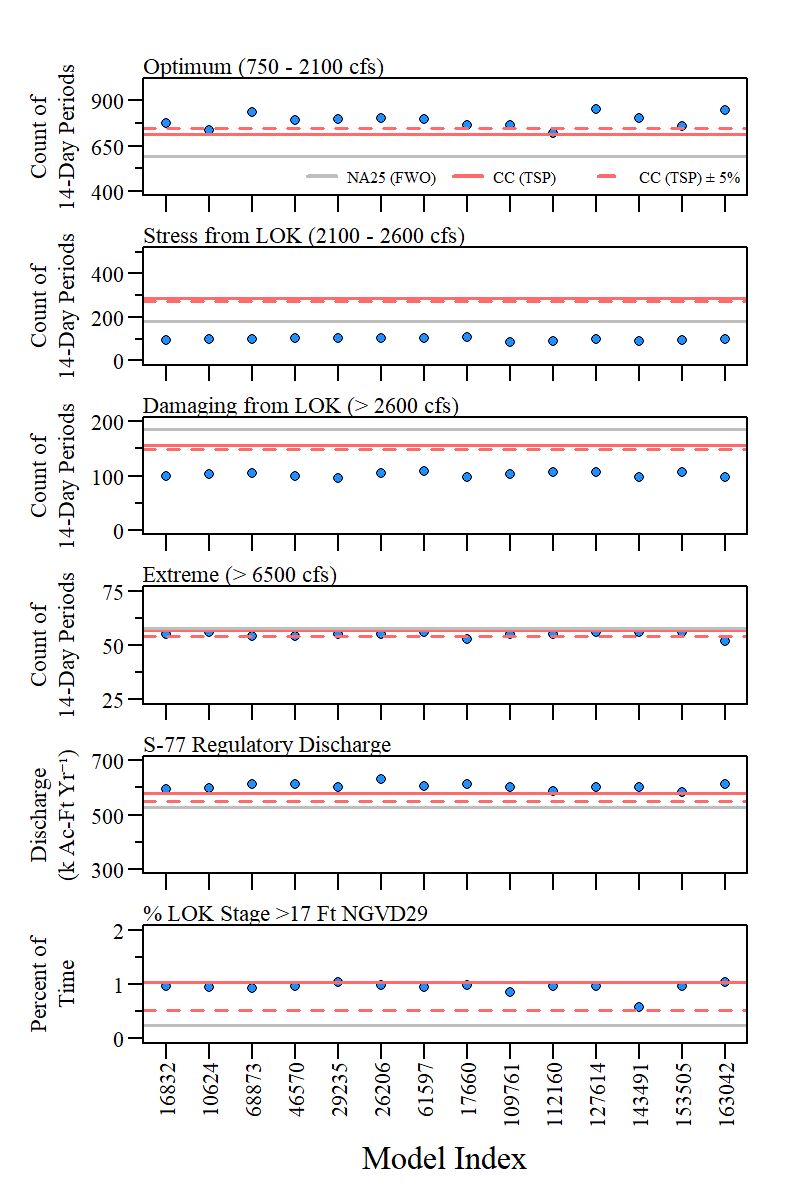 Optimum (750 - 2100 cfs)
Count of
14-Day Periods
900
650
400
NA25 (FWO) CC (TSP) CC (TSP) ± 5%
Stress from LOK (2100 - 2600 cfs)
Count of
14-Day Periods
400
200
0
Damaging from LOK (> 2600 cfs)
Count of
14-Day Periods
200
100
0
Extreme (> 6500 cfs)
Count of
14-Day Periods
75
50
25
S-77 Regulatory Discharge
Discharge
(k Ac-Ft Yr⁻¹)
700
500
300
% LOK Stage >17 Ft NGVD29
Percent of
Time
2
1
0
16832
10624
68873
46570
29235
26206
61597
17660
109761
112160
127614
143491
153505
163042
Model Index